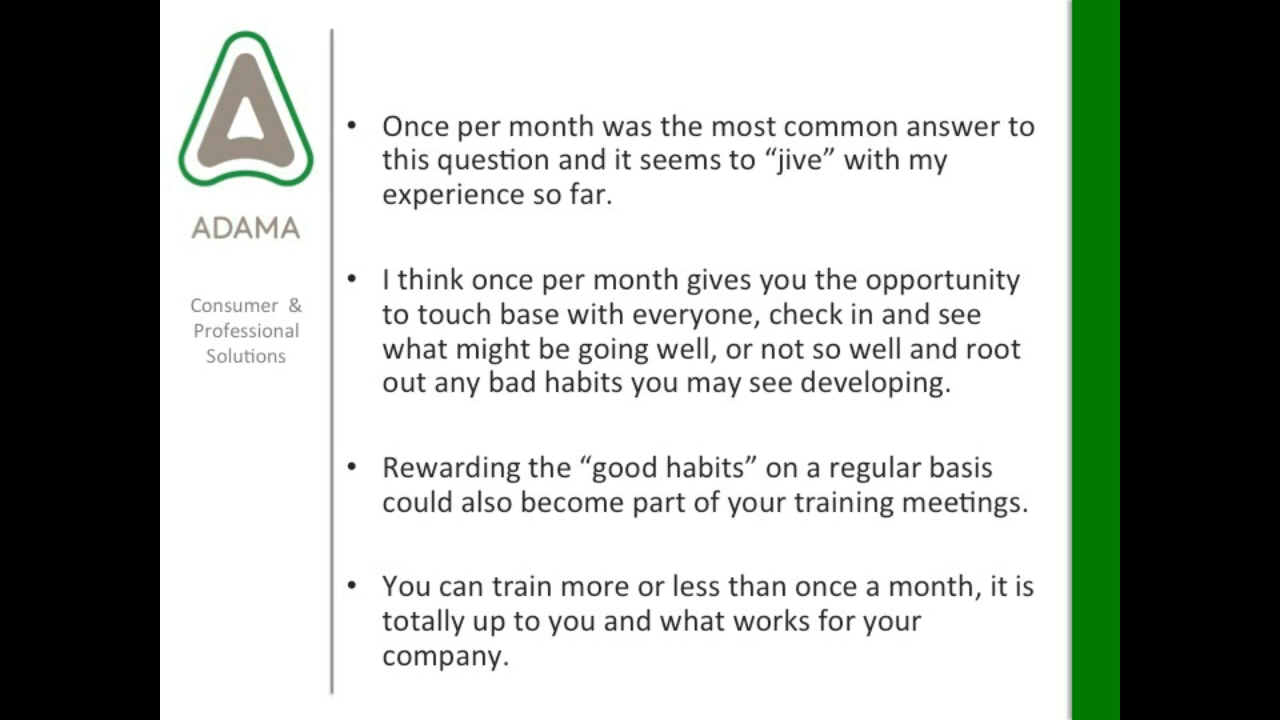 ADAMA
Consumer & 
Professional
Solutions
• Once per month was the most common answer to
this question and it seems to “jive” with my
experience so far.
• I think once per month gives you the opportunity
to touch base with everyone, check in and see
what might be going well, or not so well and root
out any bad habits you may see developing.
• Rewarding the “good habits” on a regular basis
could also become part of your training meetings.
• You can train more or less than once a month, it is
totally up to you and what works for your
company.